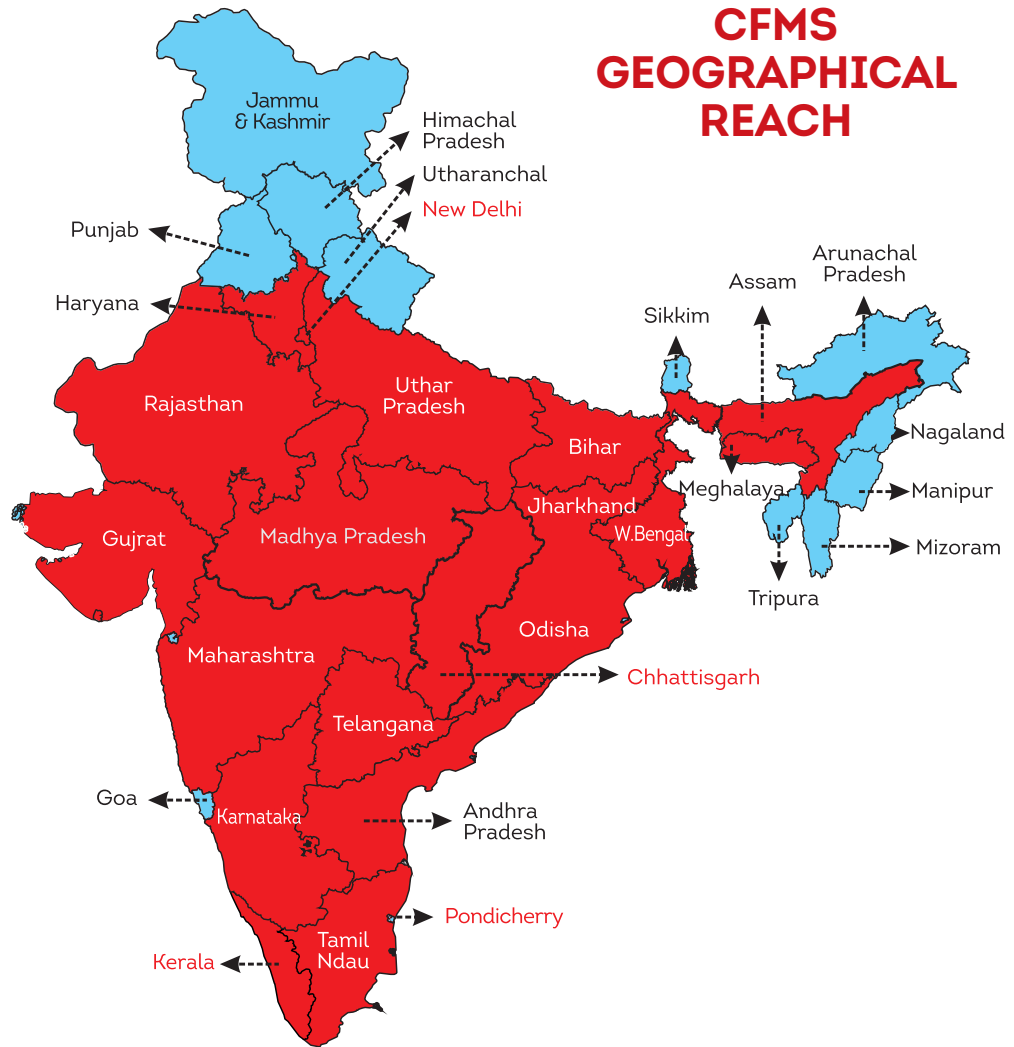 CFMS
GEOGRAPHICAL
REACH
Jammu
& Kashmir
Himachal
Pradesh
Utharanchal
New Delhi
Punjab
Haryana
Arunachal
Pradesh
Assam
Sikkim
Uthar
Pradesh
Rajasthan
Bihar
Nagaland
Meghalaya
Manipur
Jharkhand
W.Bengal
Gujrat
Madhya Pradesh
Mizoram
Tripura
Odisha
Maharashtra
Chhattisgarh
Telangana
Goa
Karnataka
Andhra
Pradesh
Pondicherry
Tamil
Ndau
Kerala